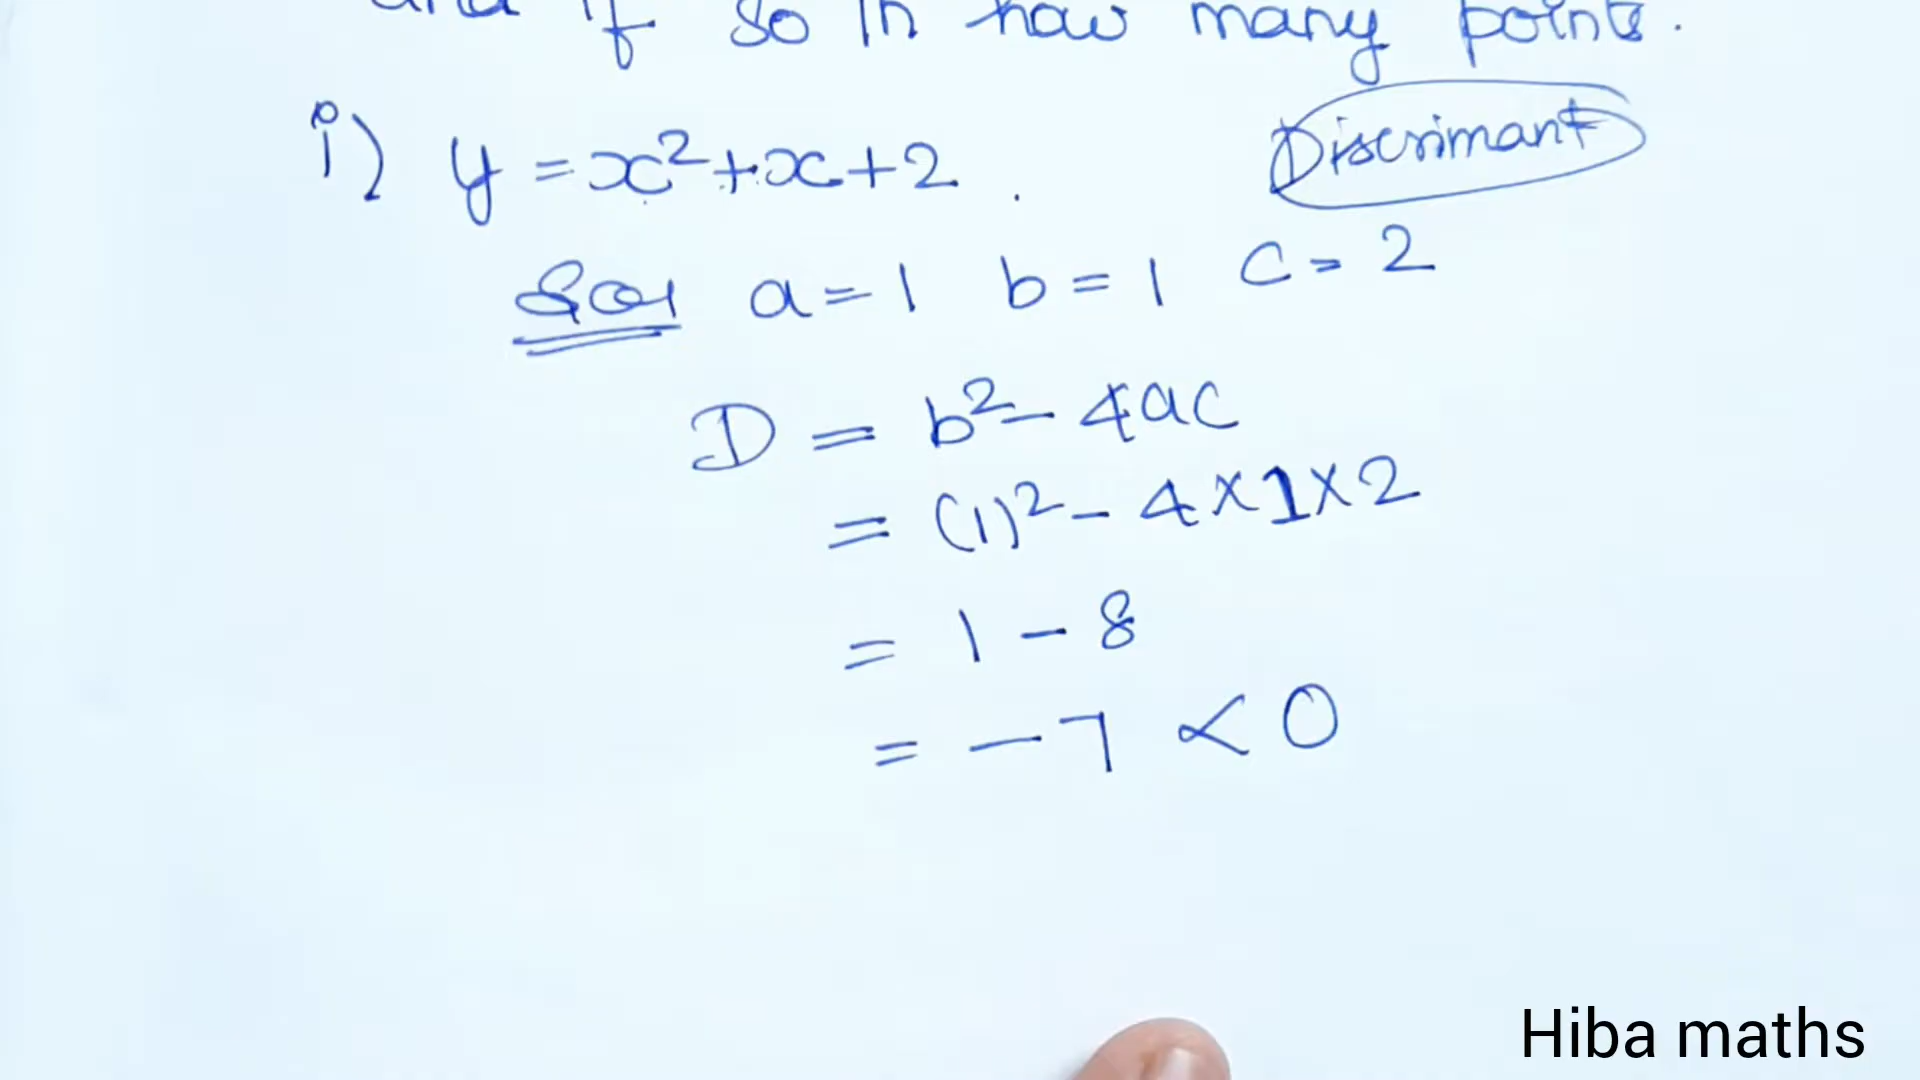 and if so in how many points.
i) y = x²+x+2 .
Discrimant
Sol a=1 b=1 c=2
D = b²-4ac
= (1)²-4×1×2
= 1-8
= -7 < 0
Hiba maths